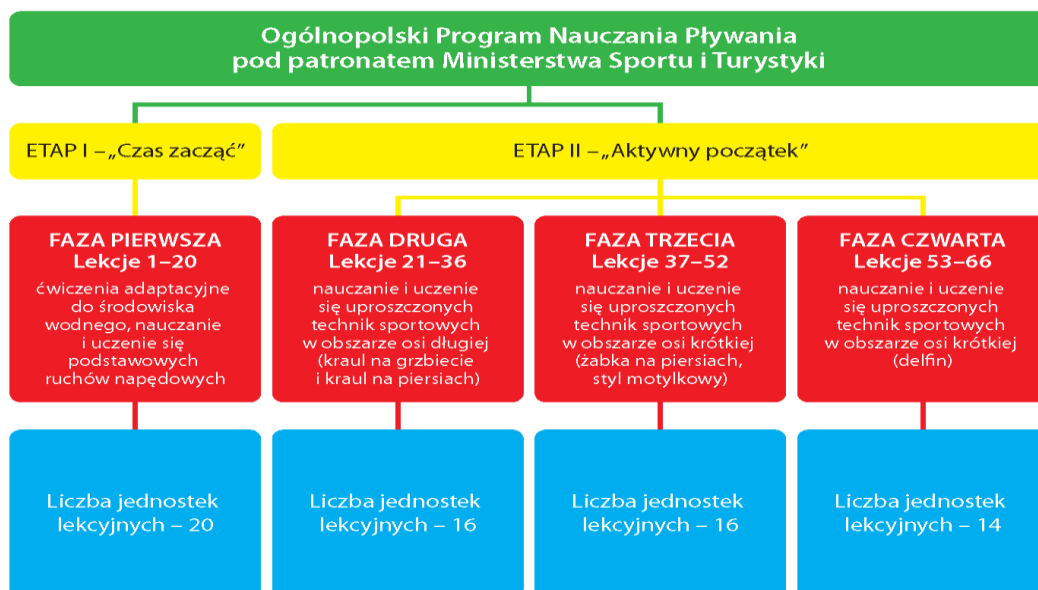 Ogólnopolski Program Nauczania Pływania
pod patronatem Ministerstwa Sportu i Turystyki
ETAP I – „Czas zacząć”
ETAP II – „Aktywny początek”
FAZA PIERWSZA
Lekcje 1–20
ćwiczenia adaptacyjne
do środowiska
wodnego, nauczanie
i uczenie się
podstawowych
ruchów napędowych
FAZA DRUGA
Lekcje 21–36
nauczanie i uczenie
się uproszczonych
technik sportowych
w obszarze osi długiej
(kraul na grzbiecie
i kraul na piersiach)
FAZA TRZECIA
Lekcje 37–52
nauczanie i uczenie
się uproszczonych
technik sportowych
w obszarze osi krótkiej
(żabka na piersiach,
styl motylkowy)
FAZA CZWARTA
Lekcje 53–66
nauczanie i uczenie
się uproszczonych
technik sportowych
w obszarze osi krótkiej
(delfin)
Liczba jednostek
lekcyjnych – 20
Liczba jednostek
lekcyjnych – 16
Liczba jednostek
lekcyjnych – 16
Liczba jednostek
lekcyjnych – 14